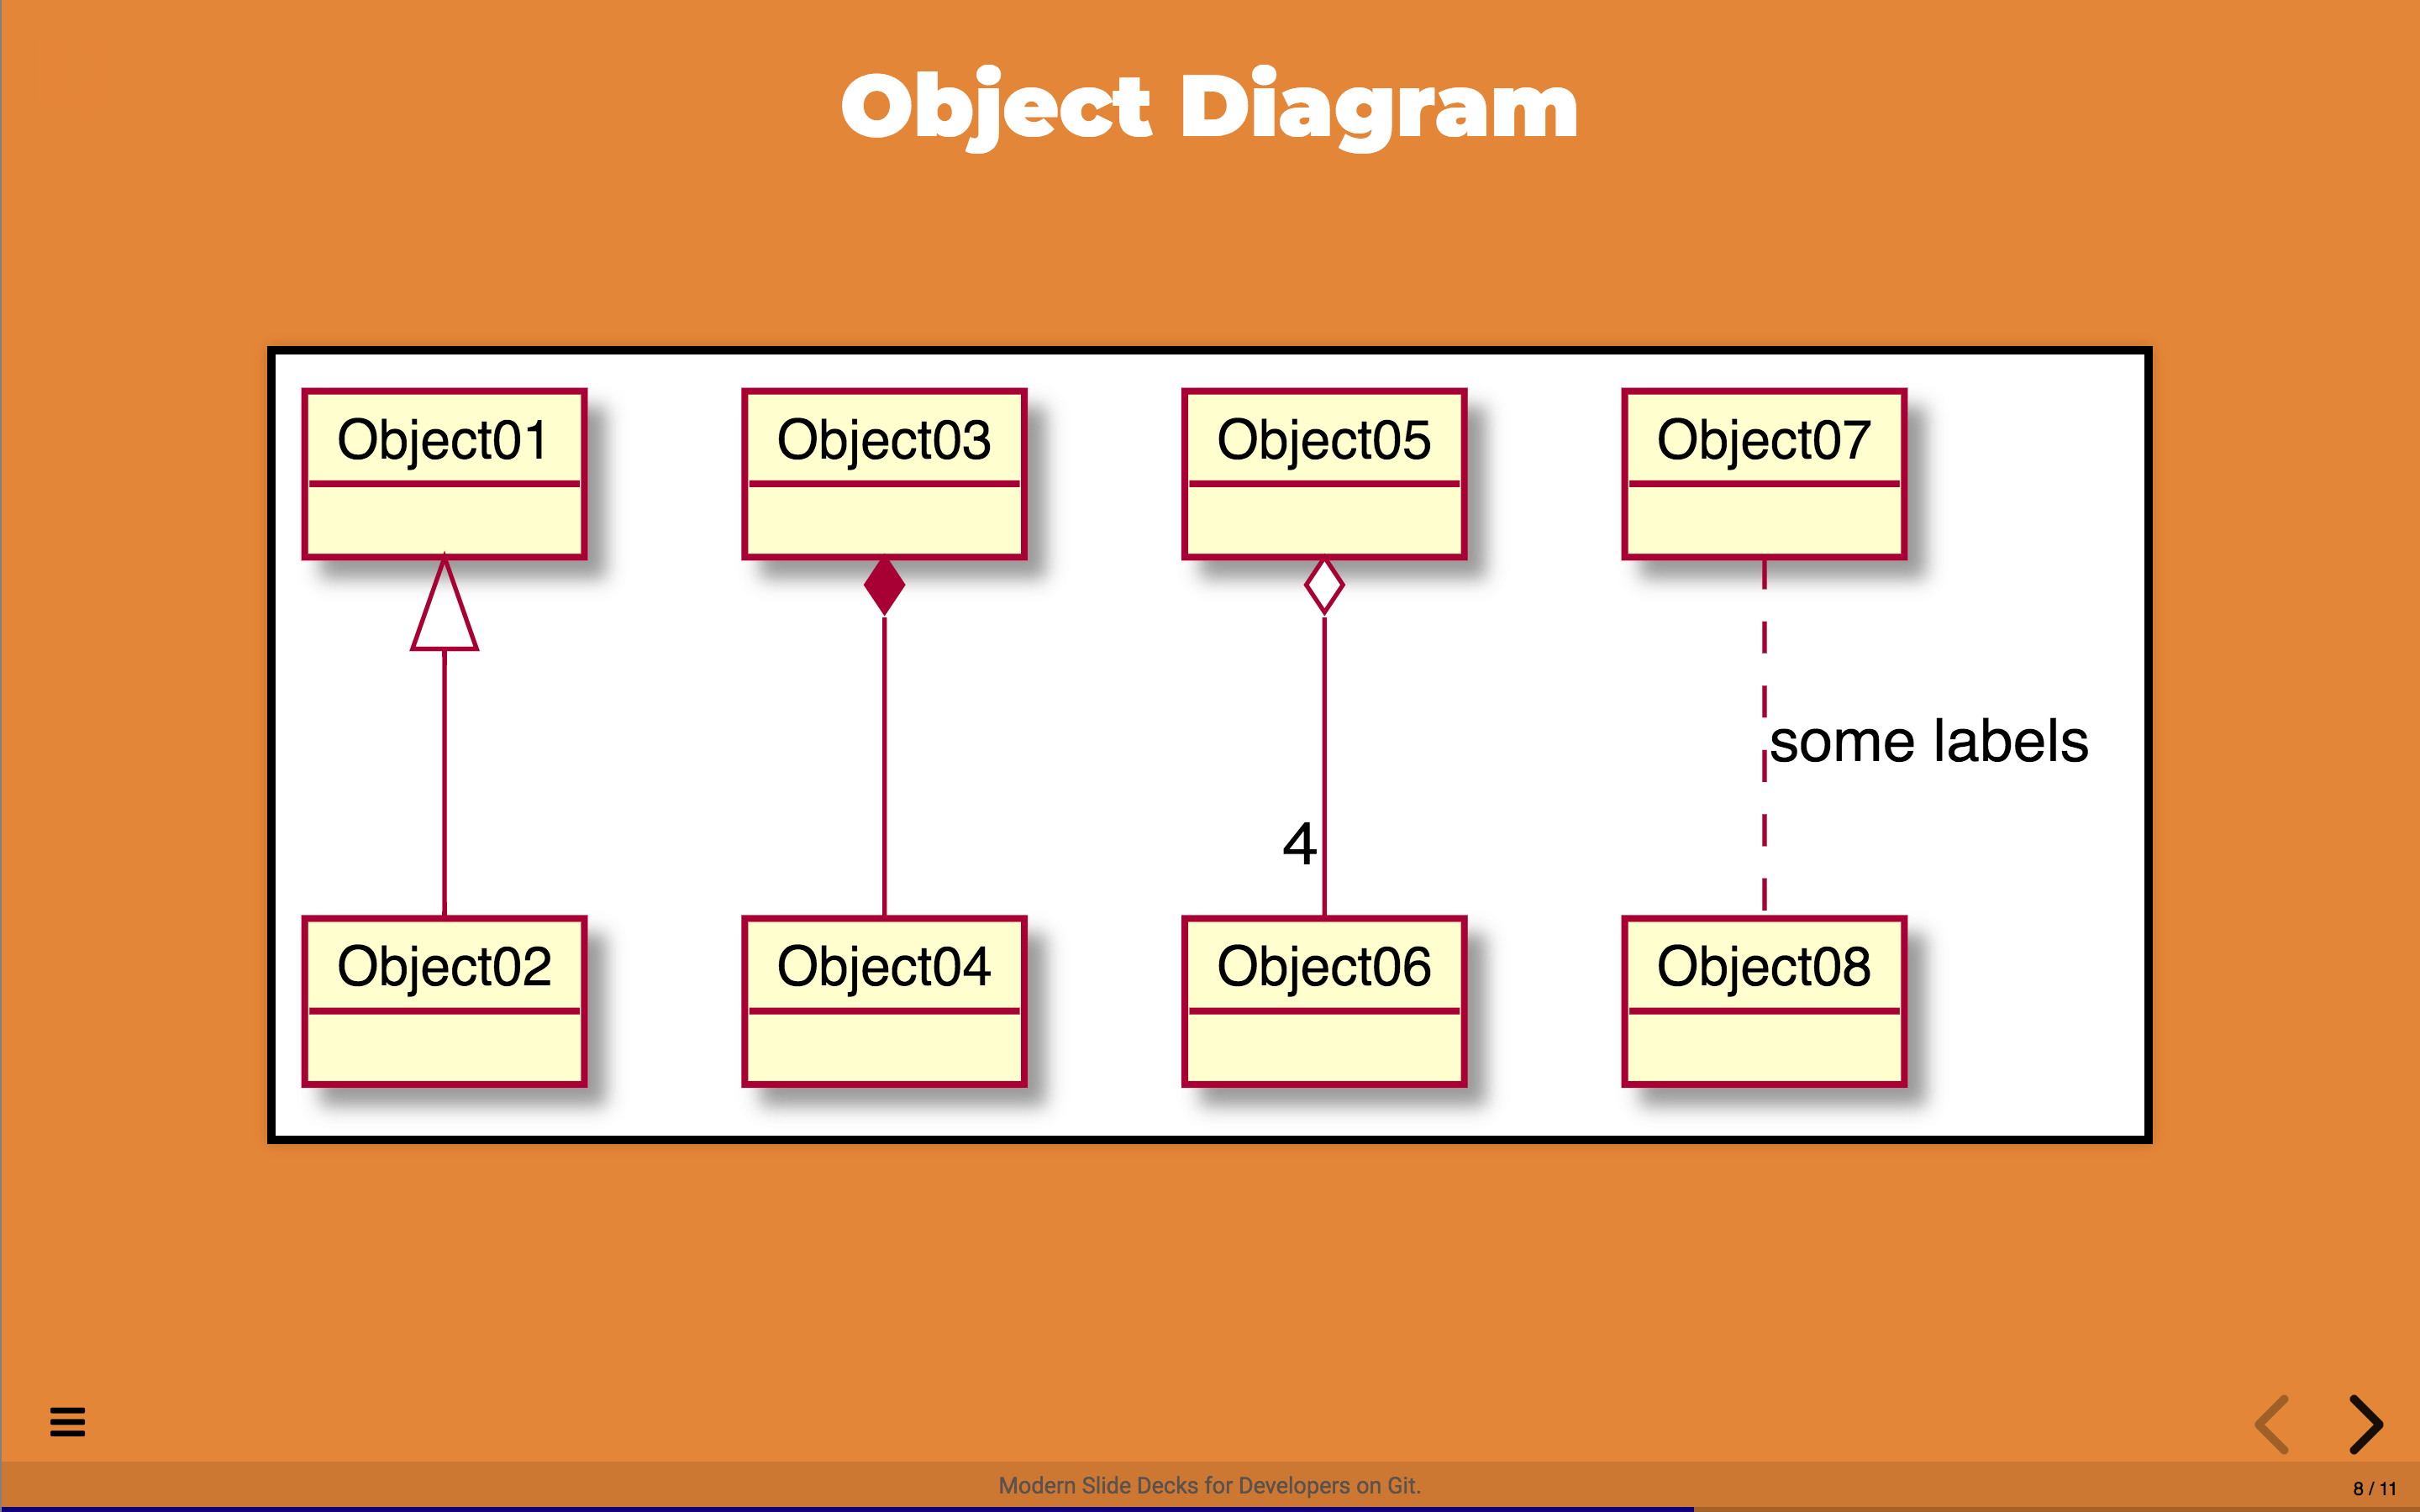 Object Diagram
Object01
Object03
Object05
Object07
some labels
4
Object02
Object04
Object06
Object08
Modern Slide Decks for Developers on Git.
8 / 11